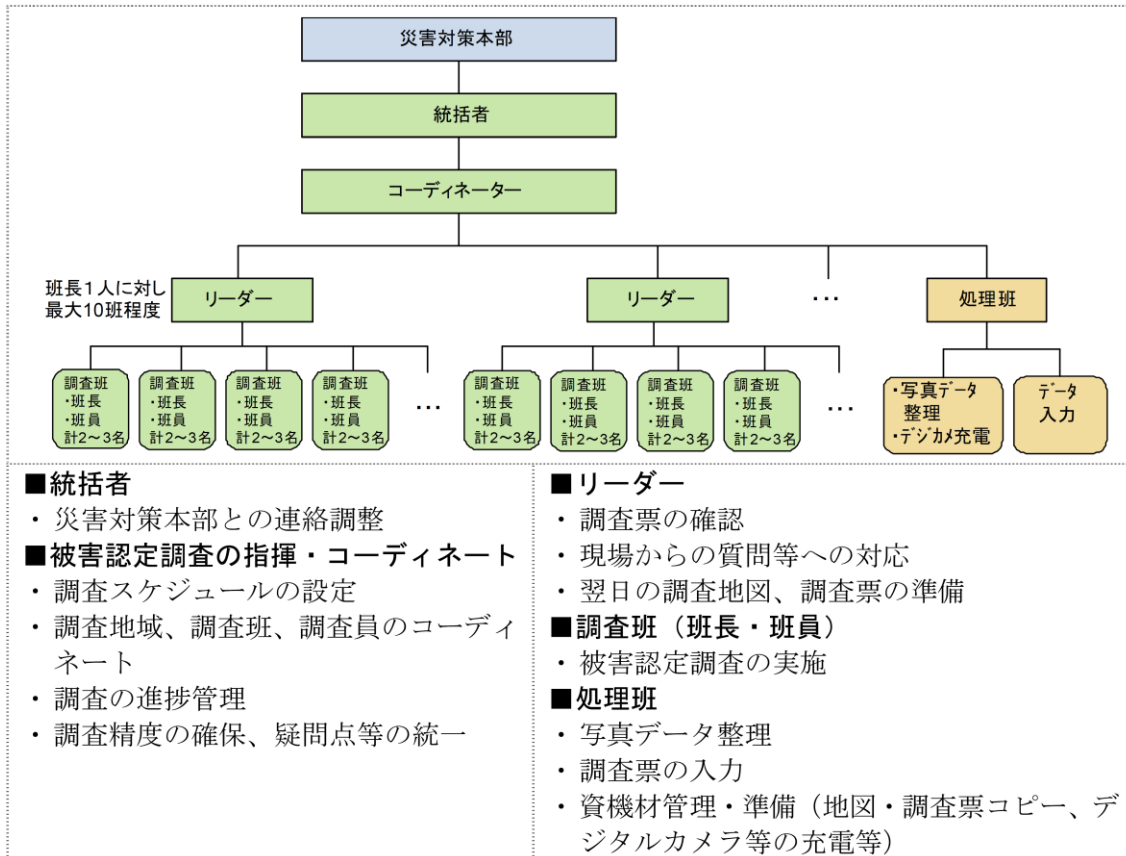 災害対策本部
統括者
コーディネーター
班長1人に対し
最大10班程度
リーダー
リーダー
…
処理班
調査班
・班長
・班員
計2～3名
調査班
・班長
・班員
計2～3名
調査班
・班長
・班員
計2～3名
調査班
・班長
・班員
計2～3名
…
調査班
・班長
・班員
計2～3名
調査班
・班長
・班員
計2～3名
調査班
・班長
・班員
計2～3名
調査班
・班長
・班員
計2～3名
…
・写真データ
整理
・デジカメ充電
データ
入力
■統括者
・災害対策本部との連絡調整
■被害認定調査の指揮・コーディネート
・調査スケジュールの設定
・調査地域、調査班、調査員のコーディ
ネート
・調査の進捗管理
・調査精度の確保、疑問点等の統一
■リーダー
・調査票の確認
・現場からの質問等への対応
・翌日の調査地図、調査票の準備
■調査班（班長・班員）
・被害認定調査の実施
■処理班
・写真データ整理
・調査票の入力
・資機材管理・準備（地図・調査票コピー、デ
ジタルカメラ等の充電等）